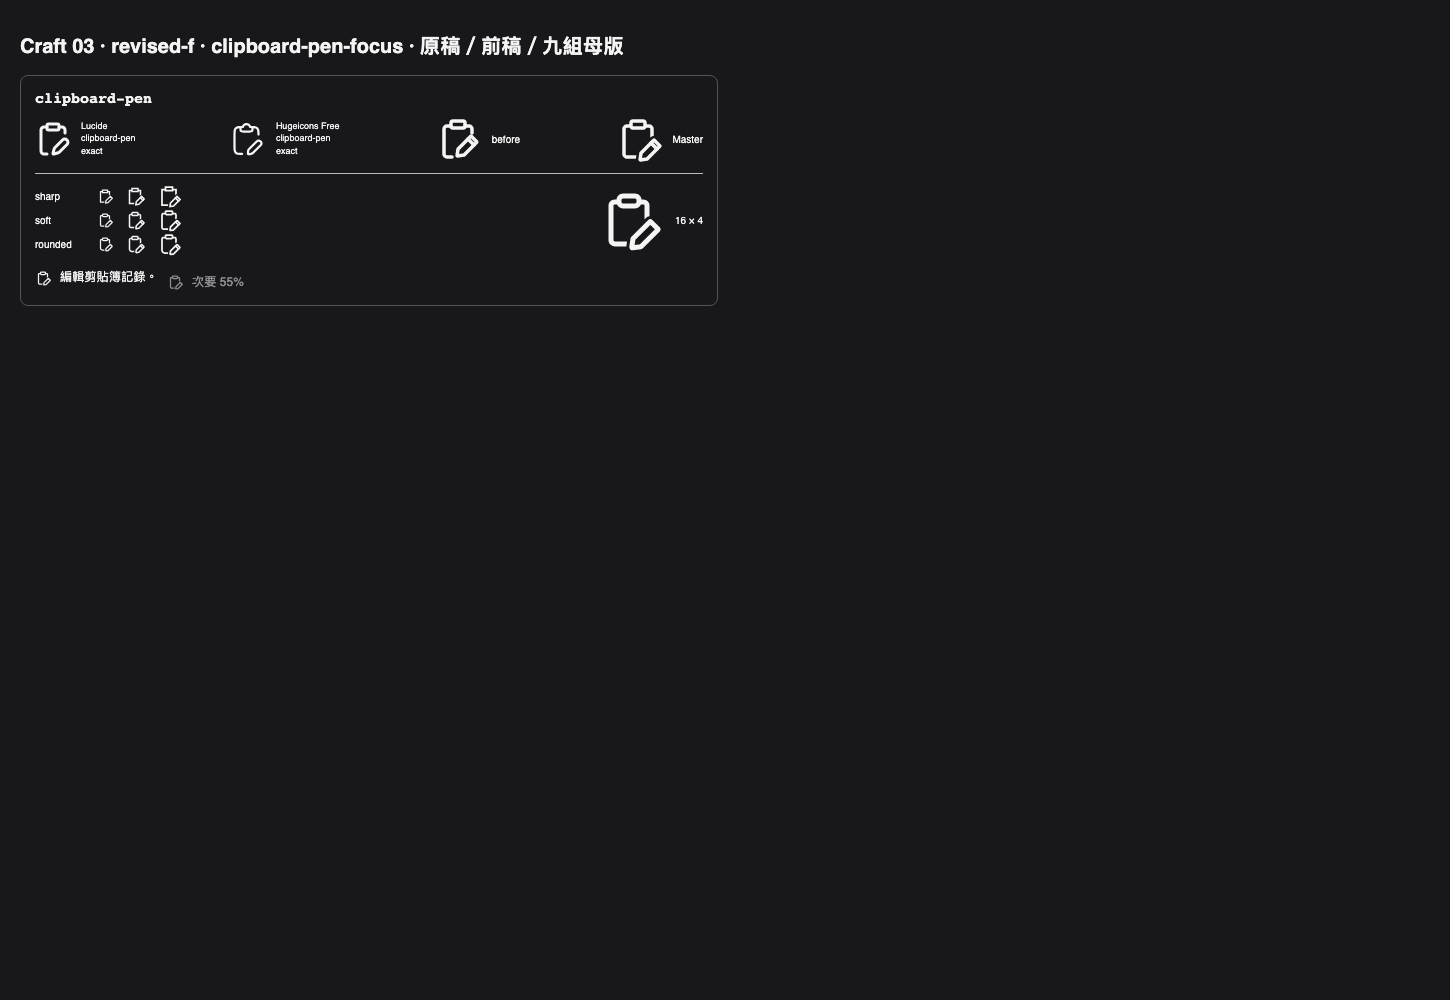 Craft 03 · revised-f · clipboard-pen-focus · 原稿 / 前稿 / 九組母版
clipboard-pen
Lucide
clipboard-pen
exact
Hugeicons Free
clipboard-pen
exact
before
Master
sharp
soft
rounded
16 × 4
編輯剪貼簿記錄。
次要 55%